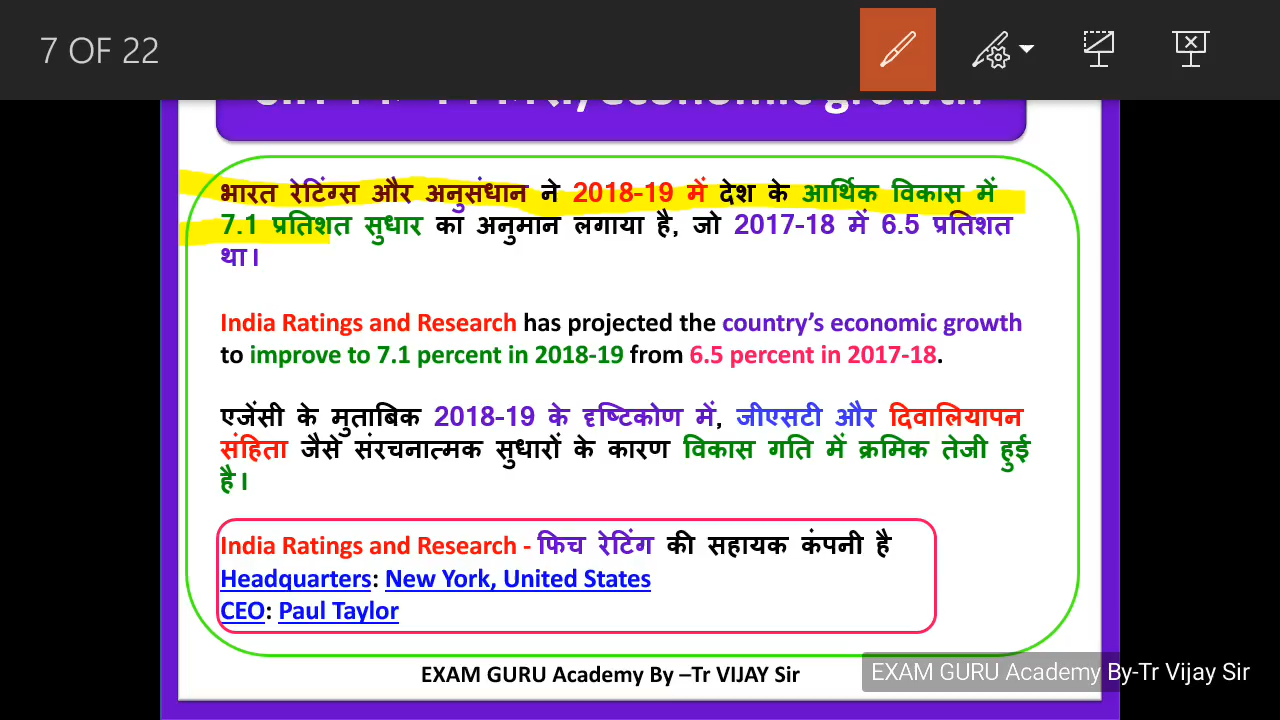 7 OF 22
economic growth
भारत रेटिंग्स और अनुसंधान ने 2018-19 में देश के आर्थिक विकास में
7.1 प्रतिशत सुधार का अनुमान लगाया है, जो 2017-18 में 6.5 प्रतिशत
था।
India Ratings and Research has projected the country's economic growth
to improve to 7.1 percent in 2018-19 from 6.5 percent in 2017-18.
एजेंसी के मुताबिक 2018-19 के दृष्टिकोण में, जीएसटी और दिवालियापन
संहिता जैसे संरचनात्मक सुधारों के कारण विकास गति में क्रमिक तेजी हुई
है।
India Ratings and Research - फिच रेटिंग की सहायक कंपनी है
Headquarters: New York, United States
CEO: Paul Taylor
EXAM GURU Academy By –Tr VIJAY Sir
EXAM GURU Academy By-Tr Vijay Sir